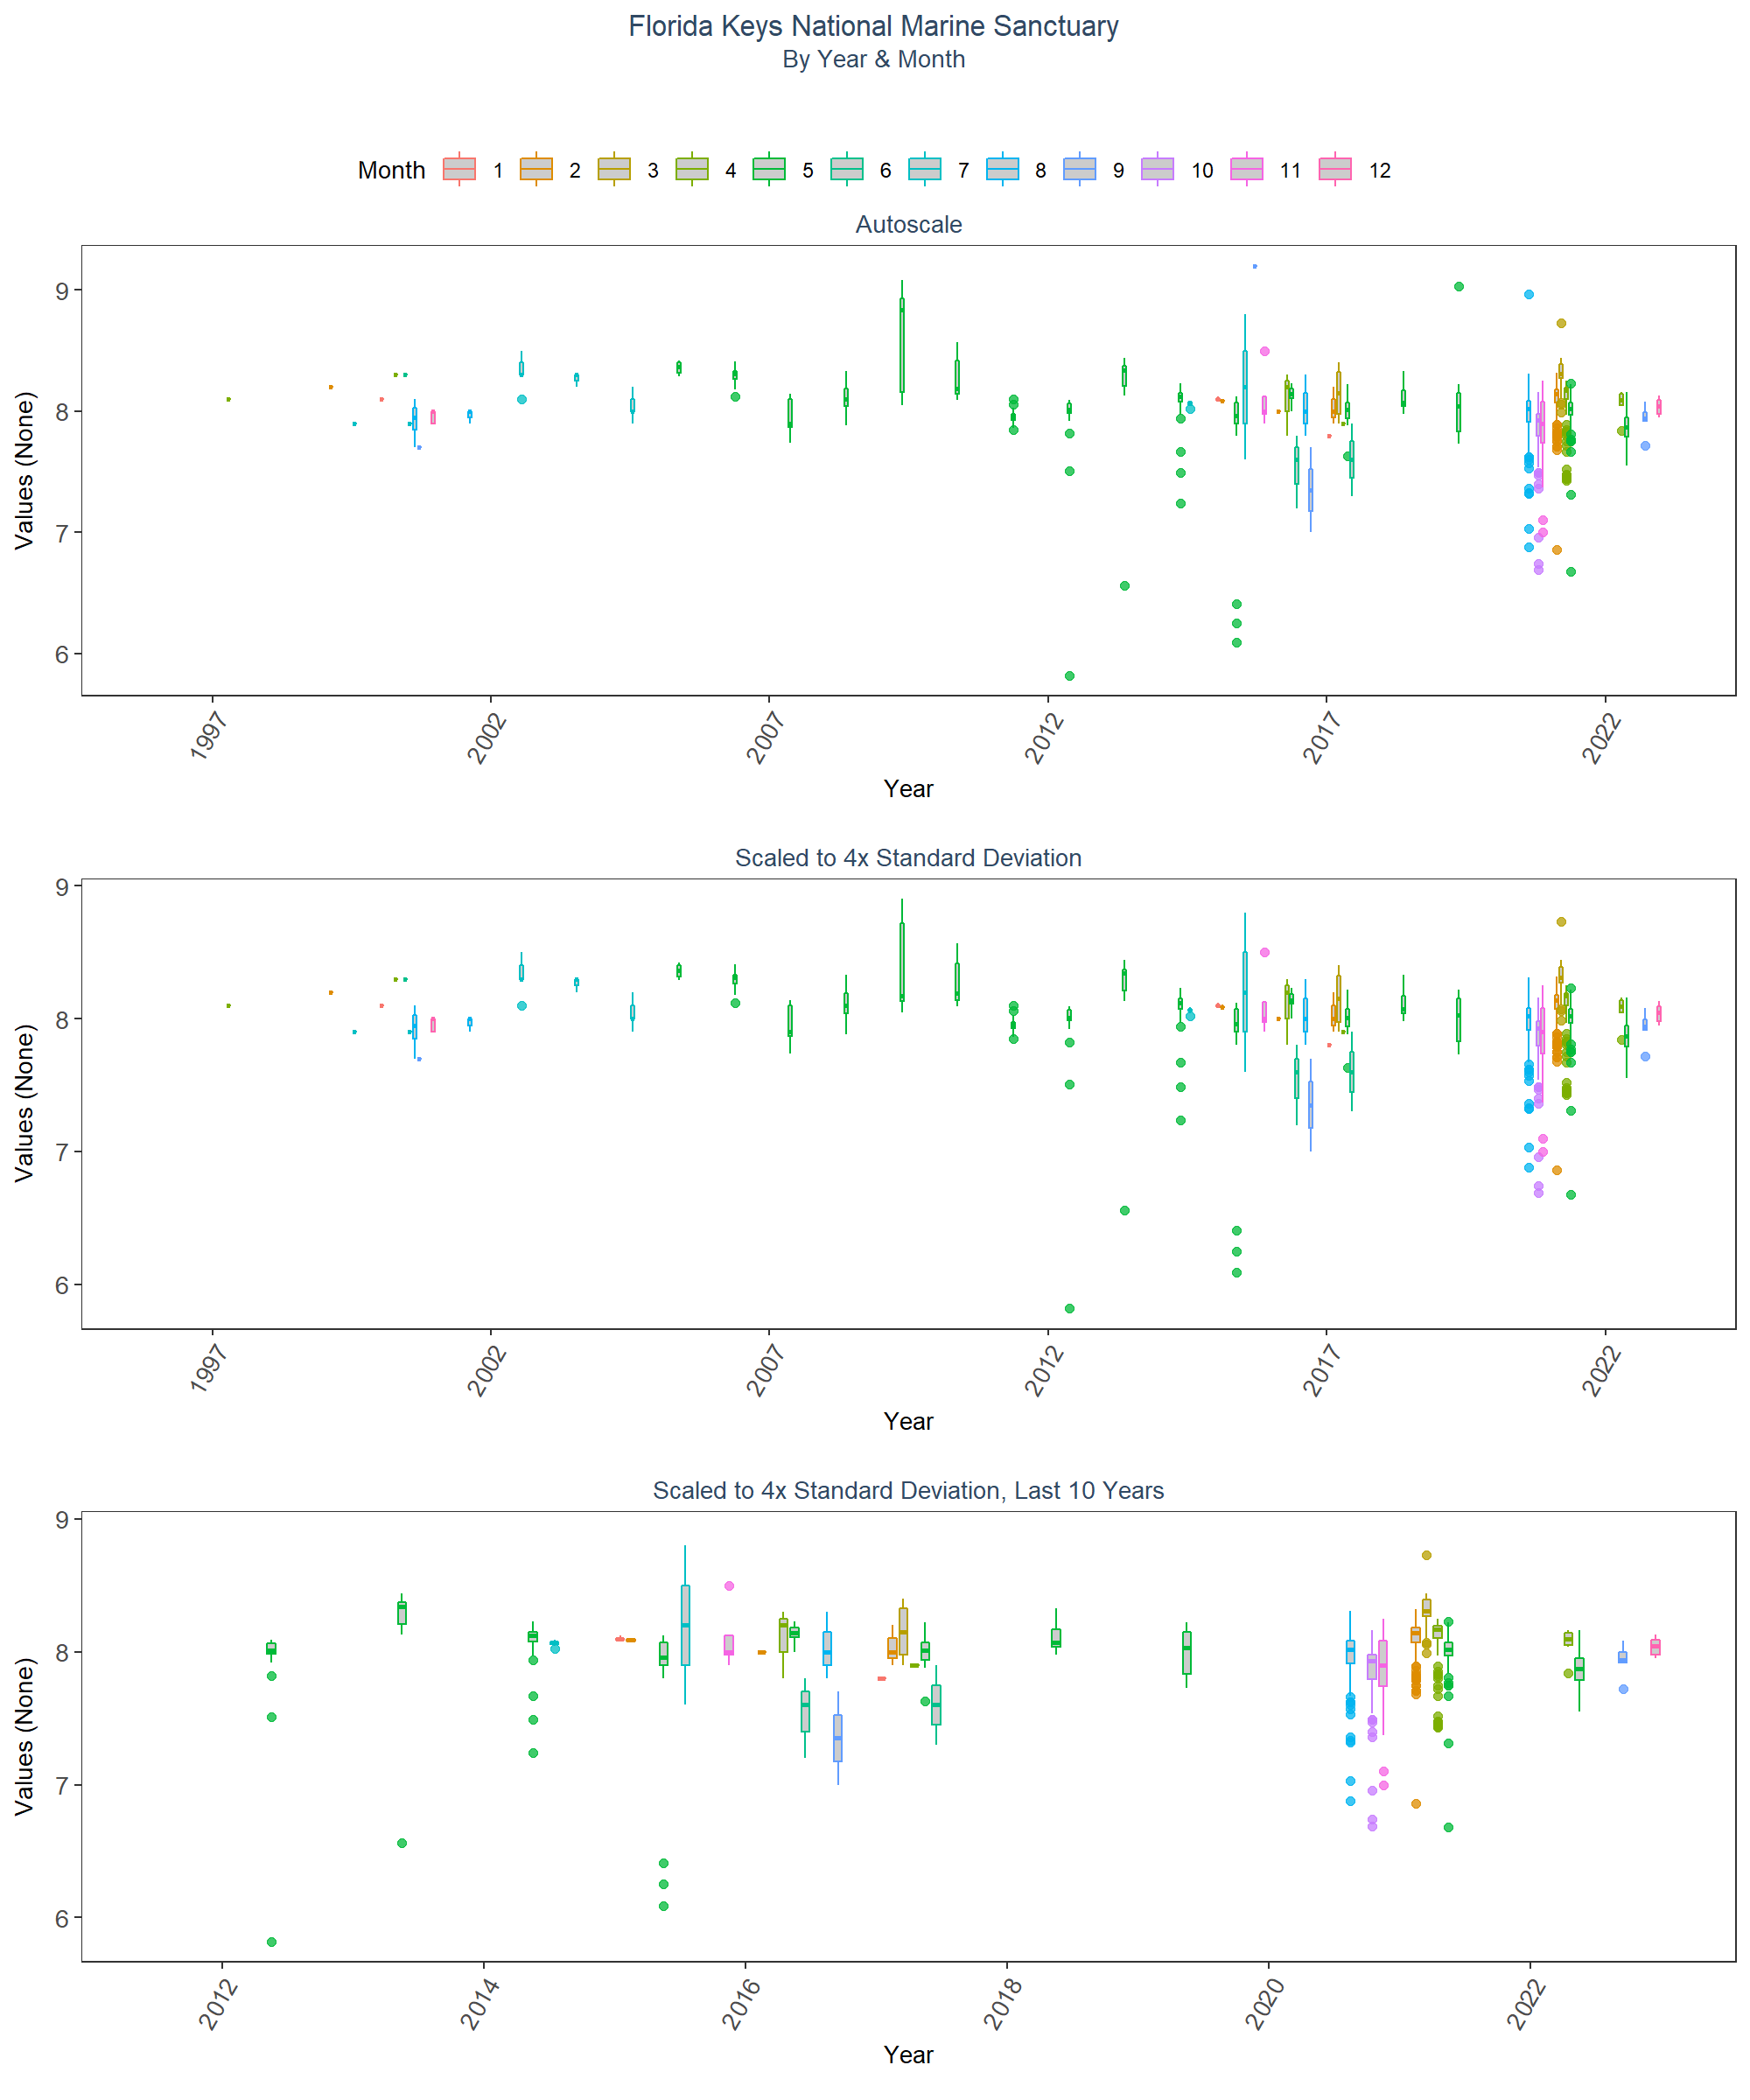 Florida Keys National Marine Sanctuary
By Year & Month
Month 1 2 3 4 5 6 7 8 9 10 11 12
Autoscale
Values (None)
9
8
7
6
1997 2002 2007 2012 2017 2022
Year
Scaled to 4x Standard Deviation
Values (None)
9
8
7
6
1997 2002 2007 2012 2017 2022
Year
Scaled to 4x Standard Deviation, Last 10 Years
Values (None)
9
8
7
6
2012 2014 2016 2018 2020 2022
Year